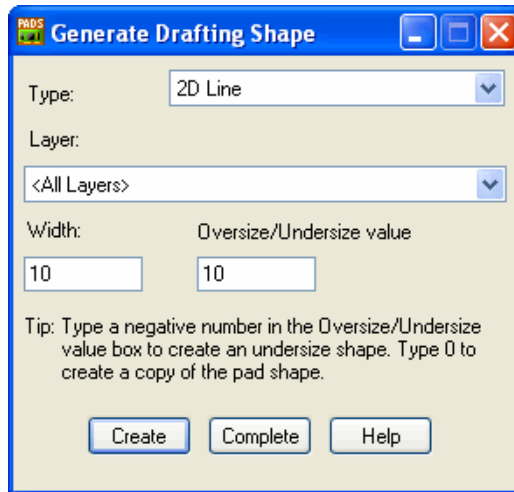 PADS
Generate Drafting Shape
Type:
2D Line
Layer:
<All Layers>
Width:
Oversize/Undersize value
10
10
Tip: Type a negative number in the Oversize/Undersize
value box to create an undersize shape. Type 0 to
create a copy of the pad shape.
Create
Complete
Help